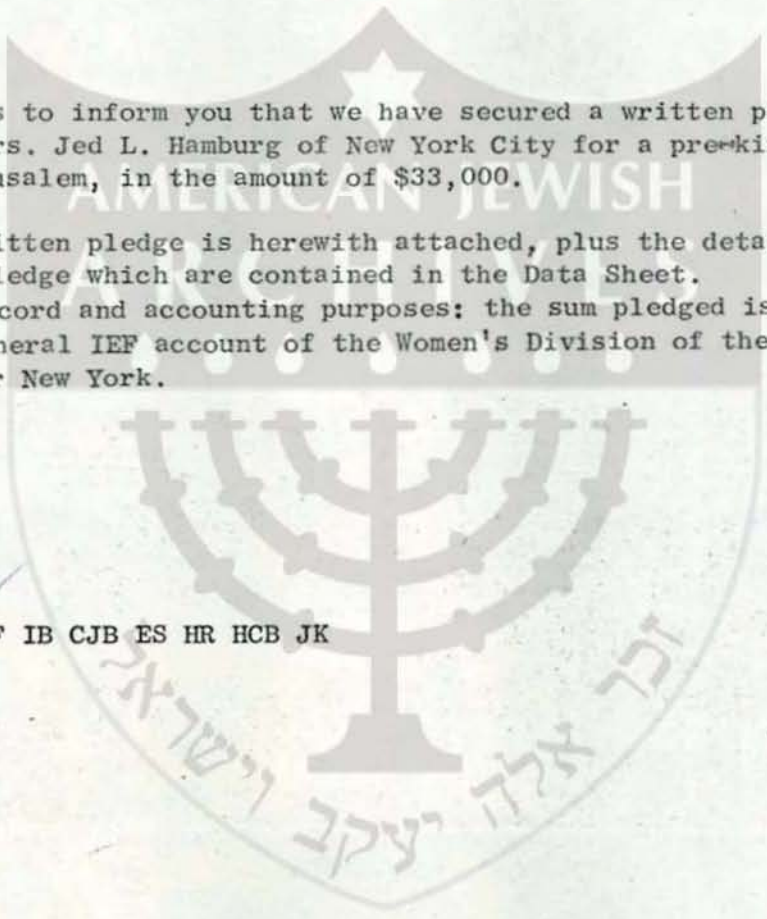 s to inform you that we have secured a written p
rs. Jed L. Hamburg of New York City for a pre-ki
usalem, in the amount of $33,000.
AMERICAN JEWISH
itten pledge is herewith attached, plus the deta
ledge which are contained in the Data Sheet.
ARCHIVES
cord and accounting purposes: the sum pledged is
neral IEF account of the Women's Division of the
r New York.
IB CJB ES HR HCB JK
זכר אלה יעקב וישראל